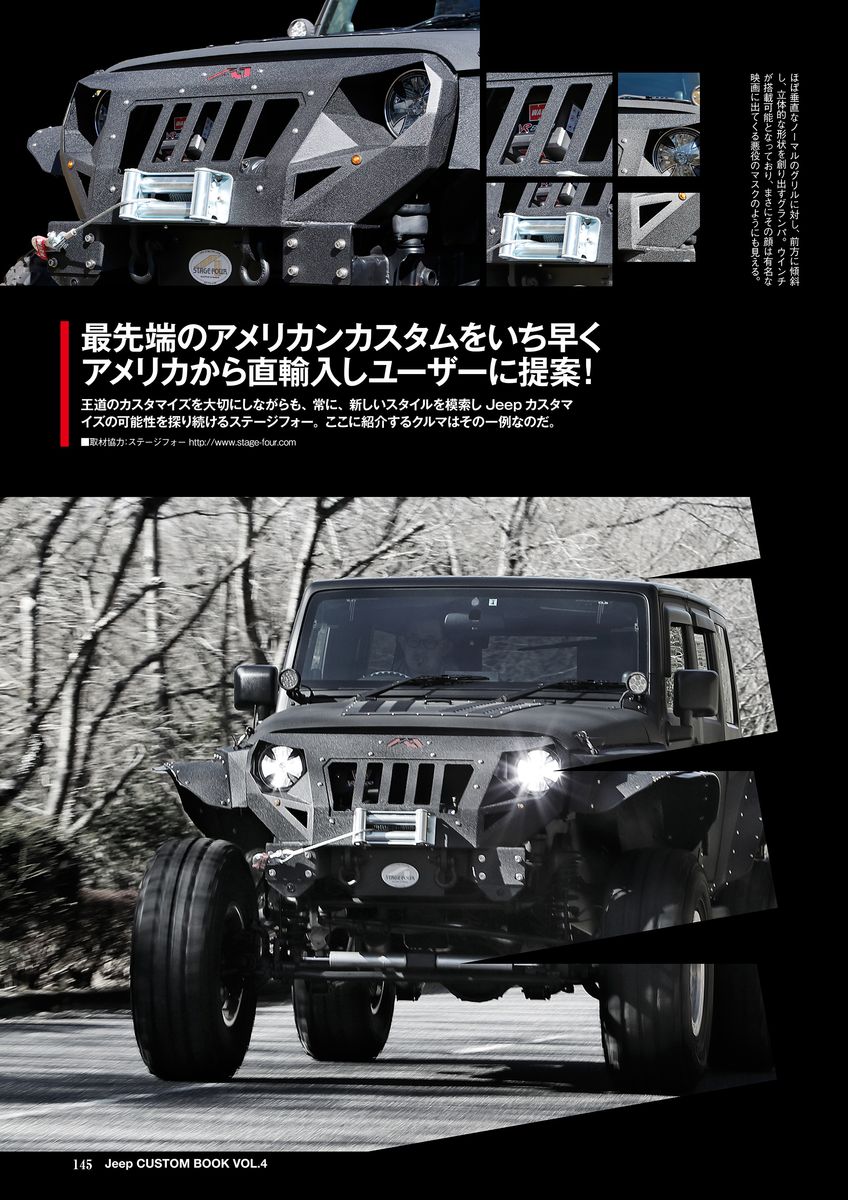 ほぼ垂直なノーマルのグリルに対し、前方に傾斜
し、立体的な形状を創り出すグランパ。ウインチ
が搭載可能となっており、まさにその顔は有名な
映画に出てくる悪役のマスクのようにも見える。
STAGE FOUR
最先端のアメリカンカスタムをいち早く
アメリカから直輸入しユーザーに提案！
王道のカスタマイズを大切にしながらも、常に、新しいスタイルを模索し Jeep カスタマ
イズの可能性を探り続けるステージフォー。ここに紹介するクルマはその一例なのだ。
■取材協力：ステージフォー http://www.stage-four.com
STAGE FOUR
145 Jeep CUSTOM BOOK VOL.4